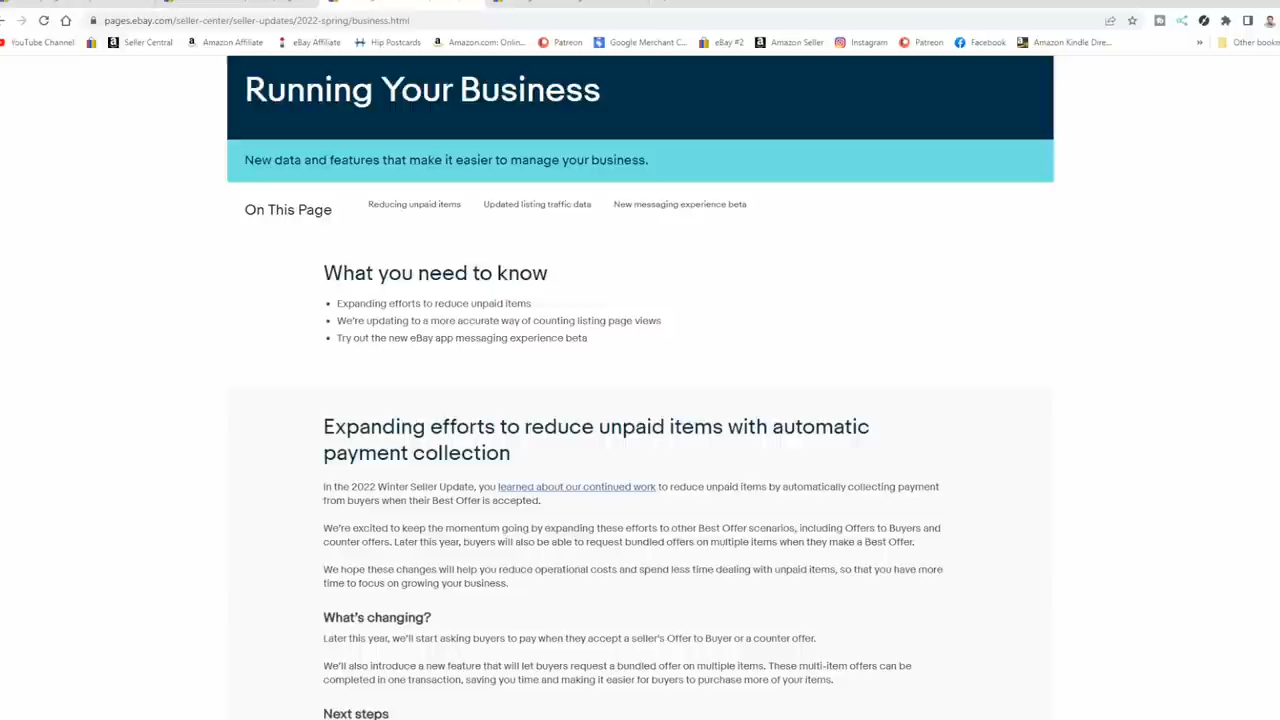 pages.ebay.com/seller-center/seller-updates/2022-spring/business.html
YouTube Channel Seller Central Amazon Affiliate eBay Affiliate Hip Postcards Amazon.com: Onlin... Patreon Google Merchant C... eBay #2 Amazon Seller Instagram Patreon Facebook Amazon Kindle Dire... » Other bookm
Running Your Business
New data and features that make it easier to manage your business.
On This Page Reducing unpaid items Updated listing traffic data New messaging experience beta
What you need to know
• Expanding efforts to reduce unpaid items
• We're updating to a more accurate way of counting listing page views
• Try out the new eBay app messaging experience beta
Expanding efforts to reduce unpaid items with automatic
payment collection
In the 2022 Winter Seller Update, you learned about our continued work to reduce unpaid items by automatically collecting payment
from buyers when their Best Offer is accepted.
We're excited to keep the momentum going by expanding these efforts to other Best Offer scenarios, including Offers to Buyers and
counter offers. Later this year, buyers will also be able to request bundled offers on multiple items when they make a Best Offer.
We hope these changes will help you reduce operational costs and spend less time dealing with unpaid items, so that you have more
time to focus on growing your business.
What's changing?
Later this year, we'll start asking buyers to pay when they accept a seller's Offer to Buyer or a counter offer.
We'll also introduce a new feature that will let buyers request a bundled offer on multiple items. These multi-item offers can be
completed in one transaction, saving you time and making it easier for buyers to purchase more of your items.
Next steps